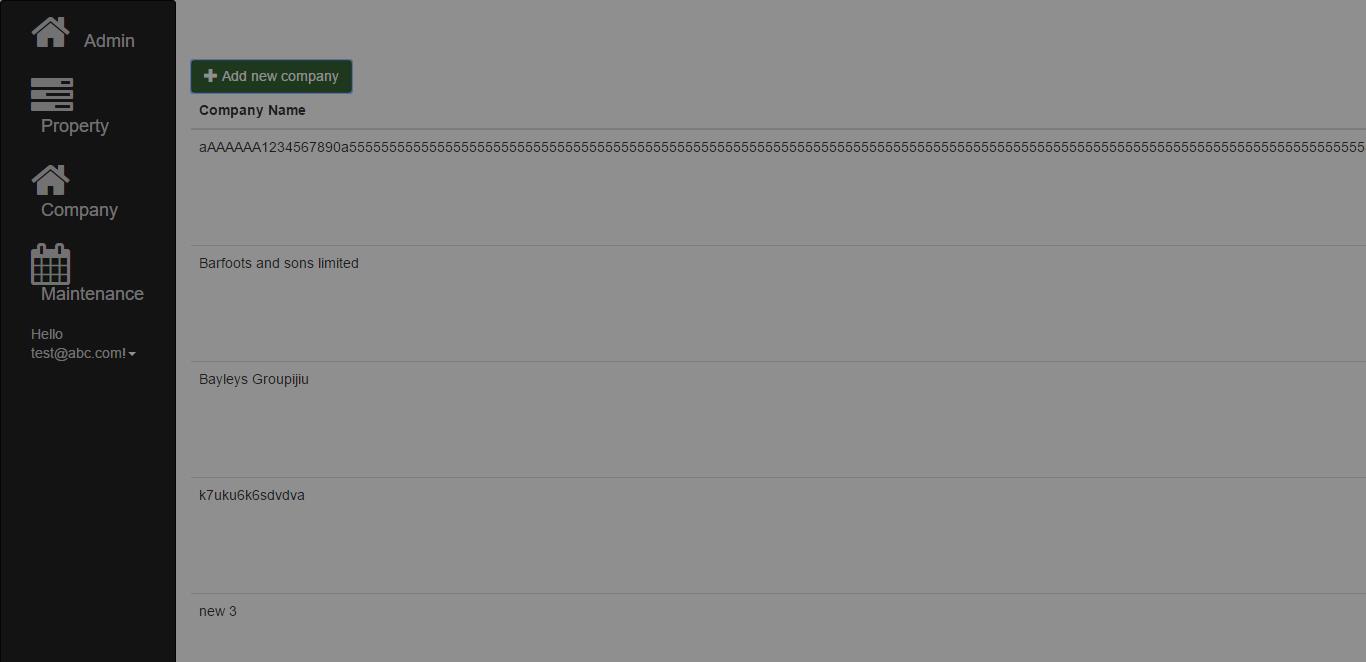 Admin
Property
Company
Maintenance
Hello
test@abc.com!
Add new company
Company Name
aAAAAAA1234567890a5555555555555555555555555555555555555555555555555555555555555555555555555555555555555555555555555555555555555555
Barfoots and sons limited
Bayleys Groupijiu
k7uku6k6sdvdva
new 3